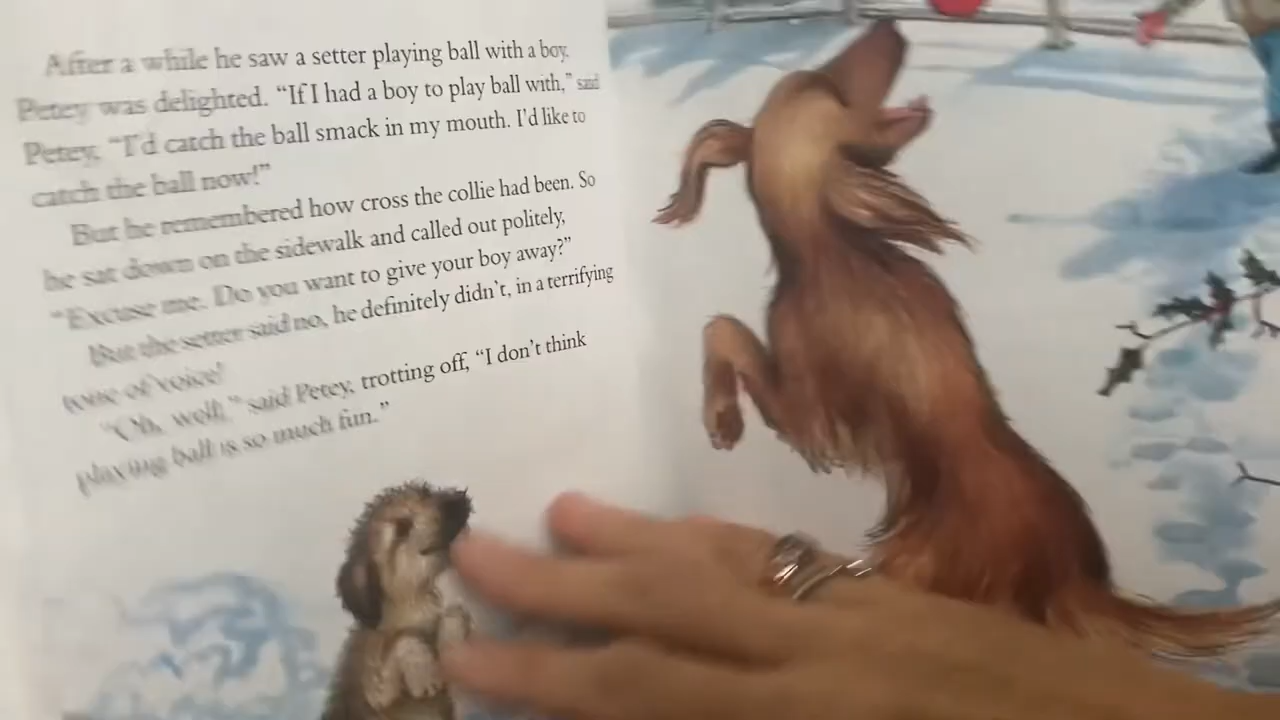 After a while he saw a setter playing ball with a boy.
Petey was delighted. “If I had a boy to play ball with,” said
Petey, “I’d catch the ball smack in my mouth. I’d like to
catch the ball now!”
But he remembered how cross the collie had been. So
he sat down on the sidewalk and called out politely,
“Excuse me. Do you want to give your boy away?”
But the setter said no, he definitely didn’t, in a terrifying
tone of voice!
“Oh, well,” said Petey, trotting off, “I don’t think
playing ball is so much fun.”